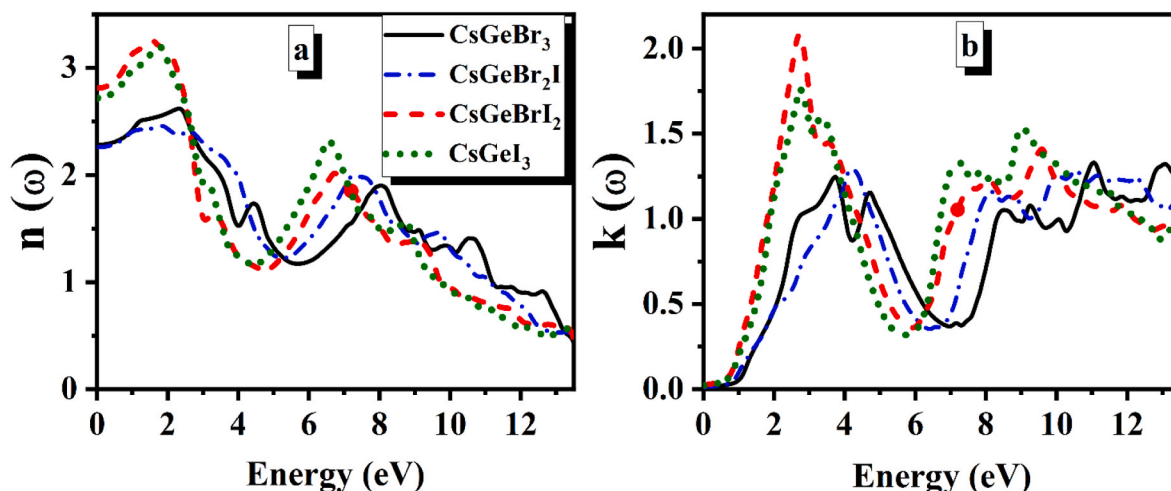 a
CsGeBr₃
CsGeBr₂I
CsGeBrI₂
CsGeI₃
n (ω)
3
2
1
0
0 2 4 6 8 10 12
Energy (eV)
b
k (ω)
2.0
1.5
1.0
0.5
0.0
0 2 4 6 8 10 12
Energy (eV)